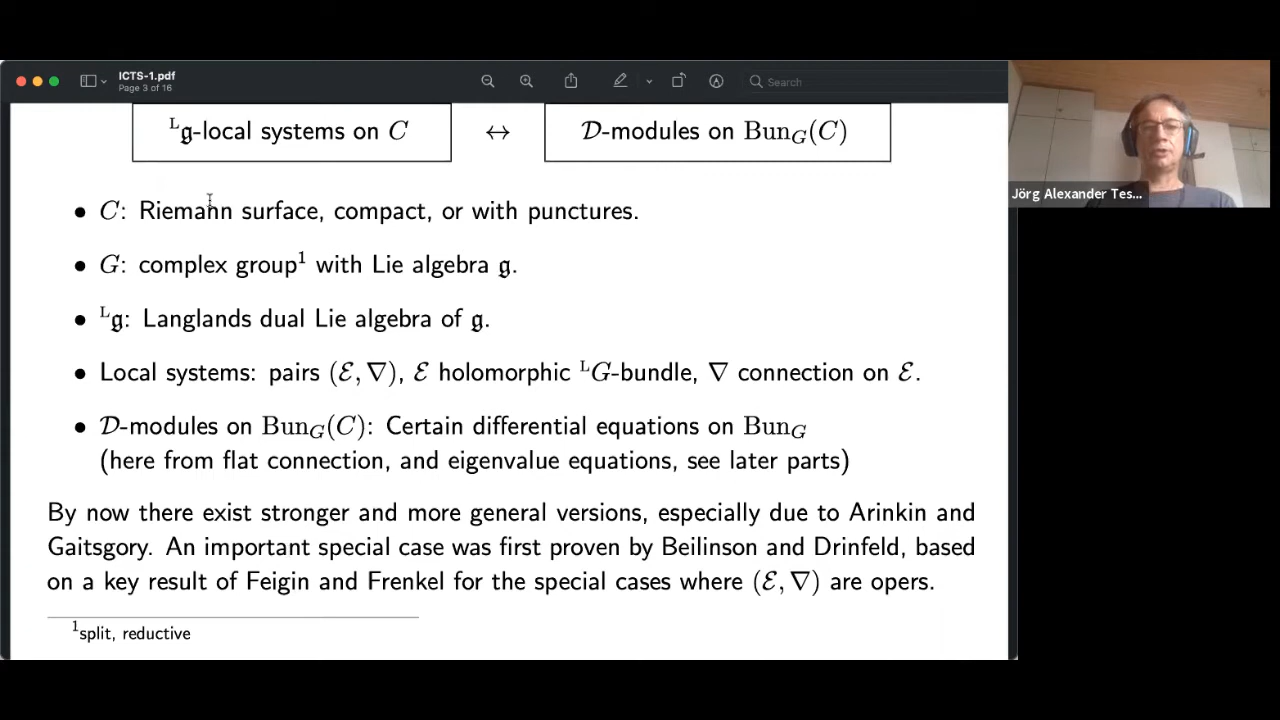 ICTS-1.pdf
Page 3 of 16
Search
ᴸ𝔤-local systems on C ↔ 𝒟-modules on Bun_G(C)
• C: Riemann surface, compact, or with punctures.
• G: complex group¹ with Lie algebra 𝔤.
• ᴸ𝔤: Langlands dual Lie algebra of 𝔤.
• Local systems: pairs (ℰ, ∇), ℰ holomorphic ᴸG-bundle, ∇ connection on ℰ.
• 𝒟-modules on Bun_G(C): Certain differential equations on Bun_G
(here from flat connection, and eigenvalue equations, see later parts)
By now there exist stronger and more general versions, especially due to Arinkin and
Gaitsgory. An important special case was first proven by Beilinson and Drinfeld, based
on a key result of Feigin and Frenkel for the special cases where (ℰ, ∇) are opers.
¹split, reductive
Jörg Alexander Tes...